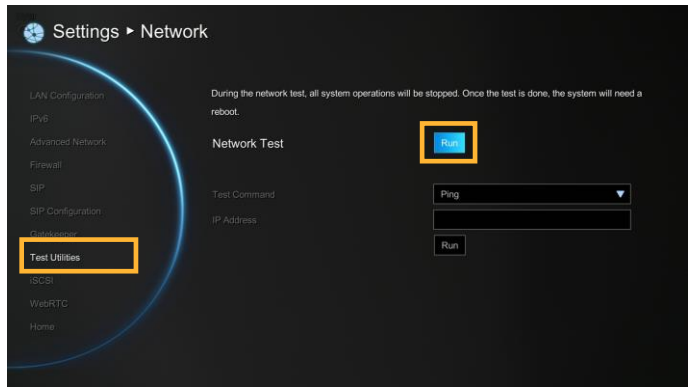 Settings ▸ Network
LAN Configuration
IPv6
Advanced Network
Firewall
SIP
SIP Configuration
Gatekeeper
Test Utilities
iSCSI
WebRTC
Home
During the network test, all system operations will be stopped. Once the test is done, the system will need a
reboot.
Network Test
Run
Test Command
Ping
IP Address
Run